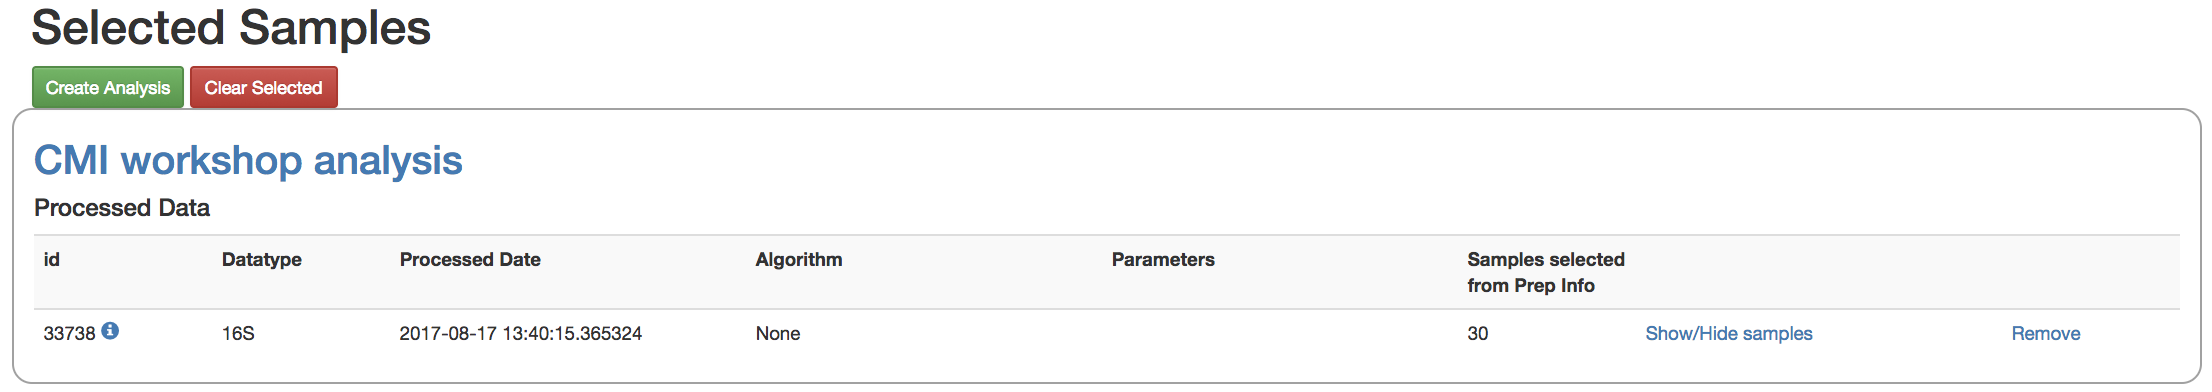 Selected Samples
Create Analysis Clear Selected
CMI workshop analysis
Processed Data
id Datatype Processed Date Algorithm Parameters Samples selected
from Prep Info
33738 16S 2017-08-17 13:40:15.365324 None 30 Show/Hide samples Remove